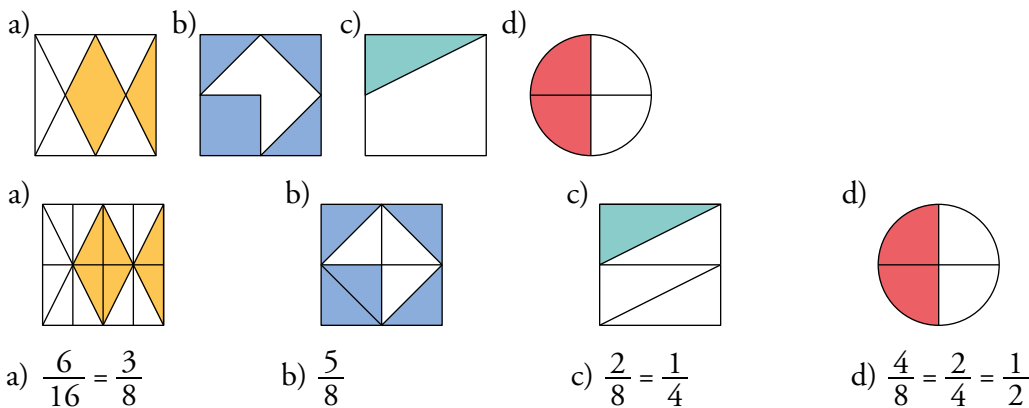 a) b) c) d)
a) b) c) d)
a) 6/16 = 3/8 b) 5/8 c) 2/8 = 1/4 d) 4/8 = 2/4 = 1/2